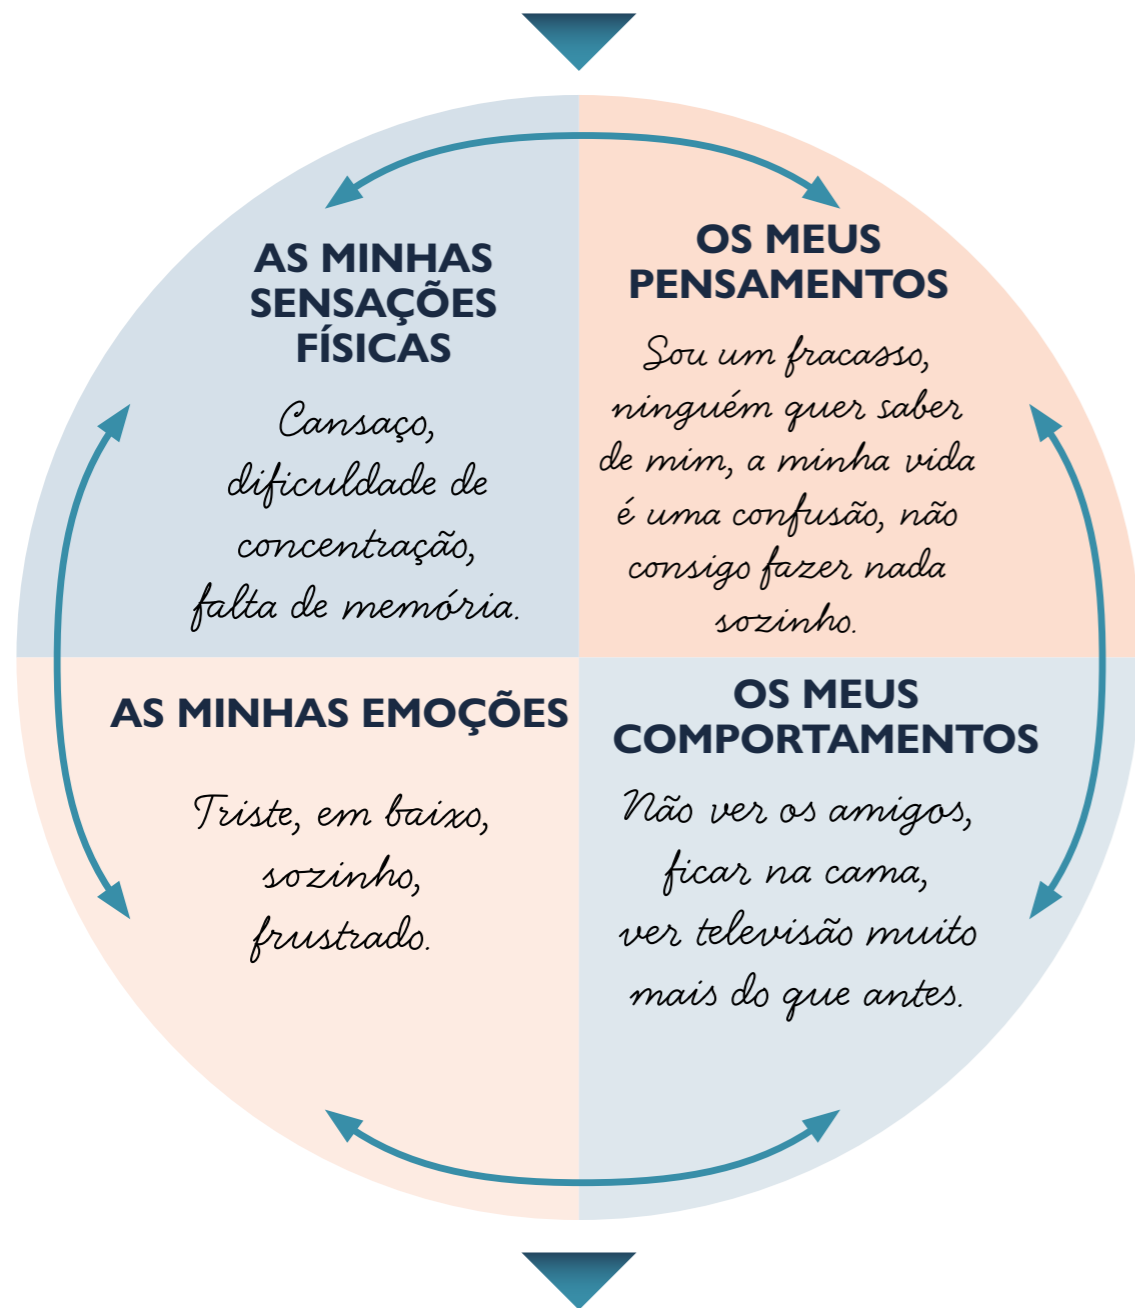 AS MINHAS
SENSAÇÕES
FÍSICAS
Cansaço,
dificuldade de
concentração,
falta de memória.
OS MEUS
PENSAMENTOS
Sou um fracasso,
ninguém quer saber
de mim, a minha vida
é uma confusão, não
consigo fazer nada
sozinho.
AS MINHAS EMOÇÕES
Triste, em baixo,
sozinho,
frustrado.
OS MEUS
COMPORTAMENTOS
Não ver os amigos,
ficar na cama,
ver televisão muito
mais do que antes.